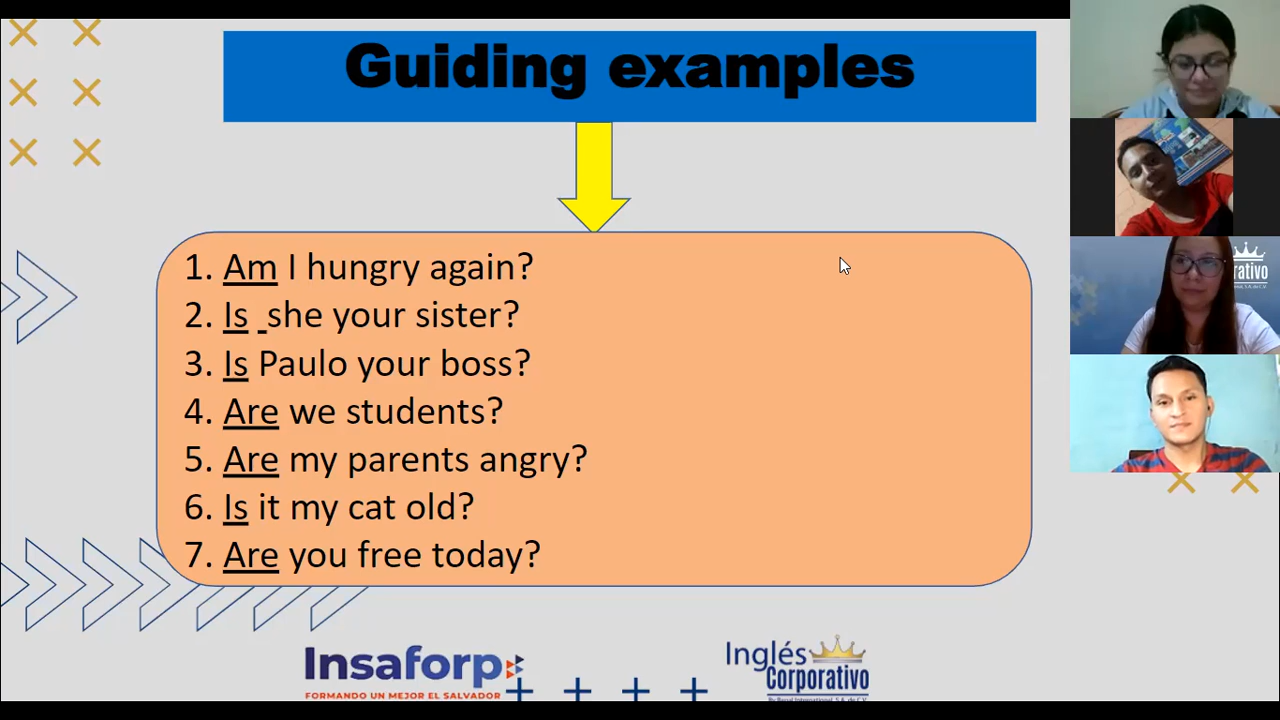 Guiding examples
1. Am I hungry again?
2. Is _she your sister?
3. Is Paulo your boss?
4. Are we students?
5. Are my parents angry?
6. Is it my cat old?
7. Are you free today?
Insaforp
FORMANDO UN MEJOR EL SALVADOR
Inglés
Corporativo
rativo